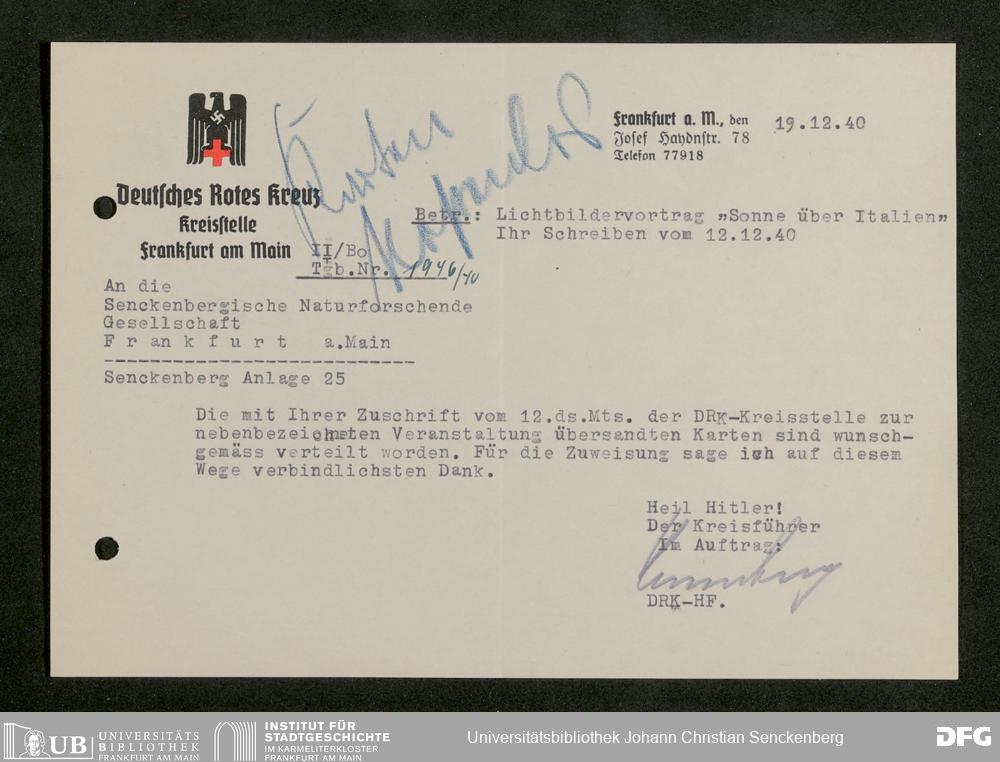 Deutsches Rotes Kreuz
Kreisstelle
Frankfurt am Main
Frankfurt a. M., den 19.12.40
Josef Haydnstr. 78
Telefon 77918
Karten
Betr.: Lichtbildervortrag „Sonne über Italien"
Ihr Schreiben vom 12.12.40
II/Bo
Tgb.Nr. 1946/40
An die
Senckenbergische Naturforschende
Gesellschaft
F r a n k f u r t a.Main
Senckenberg Anlage 25
Die mit Ihrer Zuschrift vom 12.ds.Mts. der DRK-Kreisstelle zur
nebenbezeichneten Veranstaltung übersandten Karten sind wunsch-
gemäss verteilt worden. Für die Zuweisung sage ich auf diesem
Wege verbindlichsten Dank.
Heil Hitler!
Der Kreisführer
Im Auftrag:
DRK-HF.
UB UNIVERSITÄTS
BIBLIOTHEK
FRANKFURT AM MAIN
INSTITUT FÜR
STADTGESCHICHTE
IM KARMELITERKLOSTER
FRANKFURT AM MAIN
Universitätsbibliothek Johann Christian Senckenberg
DFG